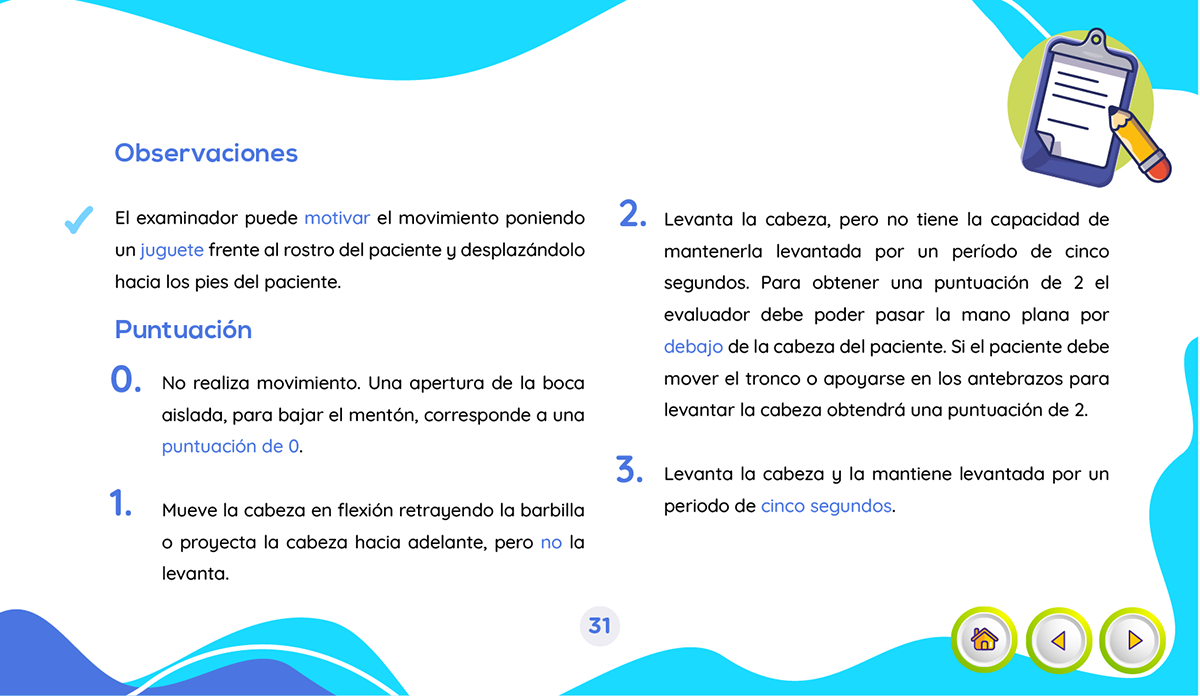 Observaciones
El examinador puede motivar el movimiento poniendo
un juguete frente al rostro del paciente y desplazándolo
hacia los pies del paciente.
Puntuación
0.
No realiza movimiento. Una apertura de la boca
aislada, para bajar el mentón, corresponde a una
puntuación de 0.
1.
Mueve la cabeza en flexión retrayendo la barbilla
o proyecta la cabeza hacia adelante, pero no la
levanta.
2.
Levanta la cabeza, pero no tiene la capacidad de
mantenerla levantada por un período de cinco
segundos. Para obtener una puntuación de 2 el
evaluador debe poder pasar la mano plana por
debajo de la cabeza del paciente. Si el paciente debe
mover el tronco o apoyarse en los antebrazos para
levantar la cabeza obtendrá una puntuación de 2.
3.
Levanta la cabeza y la mantiene levantada por un
periodo de cinco segundos.
31